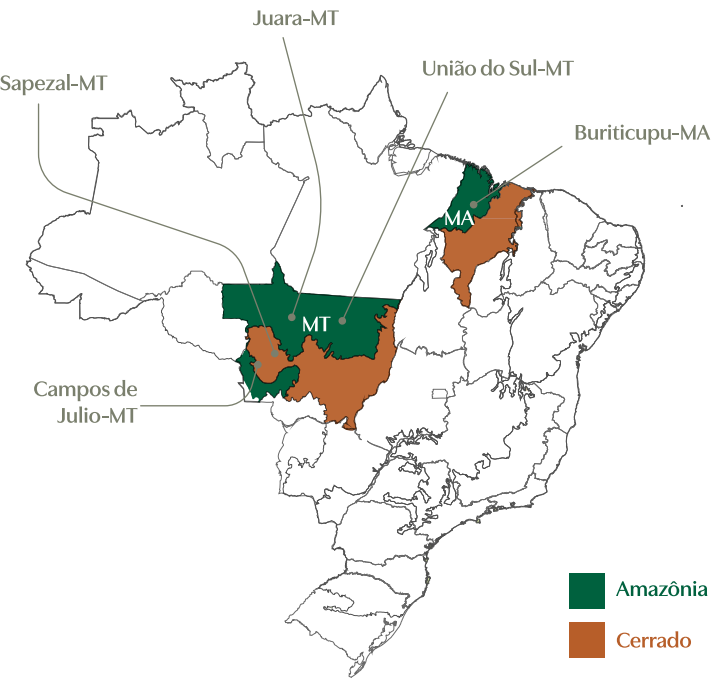 Juara-MT
União do Sul-MT
Sapezal-MT
Buriticupu-MA
MA
MT
Campos de
Julio-MT
Amazônia
Cerrado